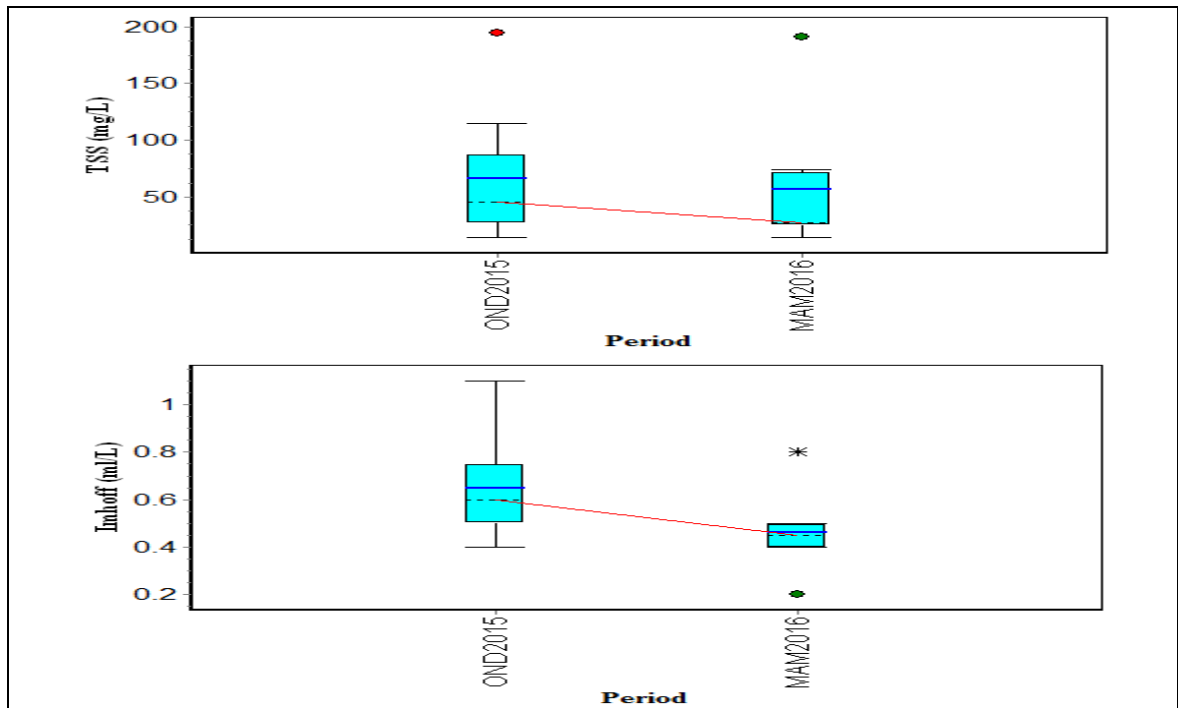 TSS (mg/L)
200
150
100
50
OND2015
MAM2016
Period
Imhoff (ml/L)
1
0.8
0.6
0.4
0.2
OND2015
MAM2016
Period